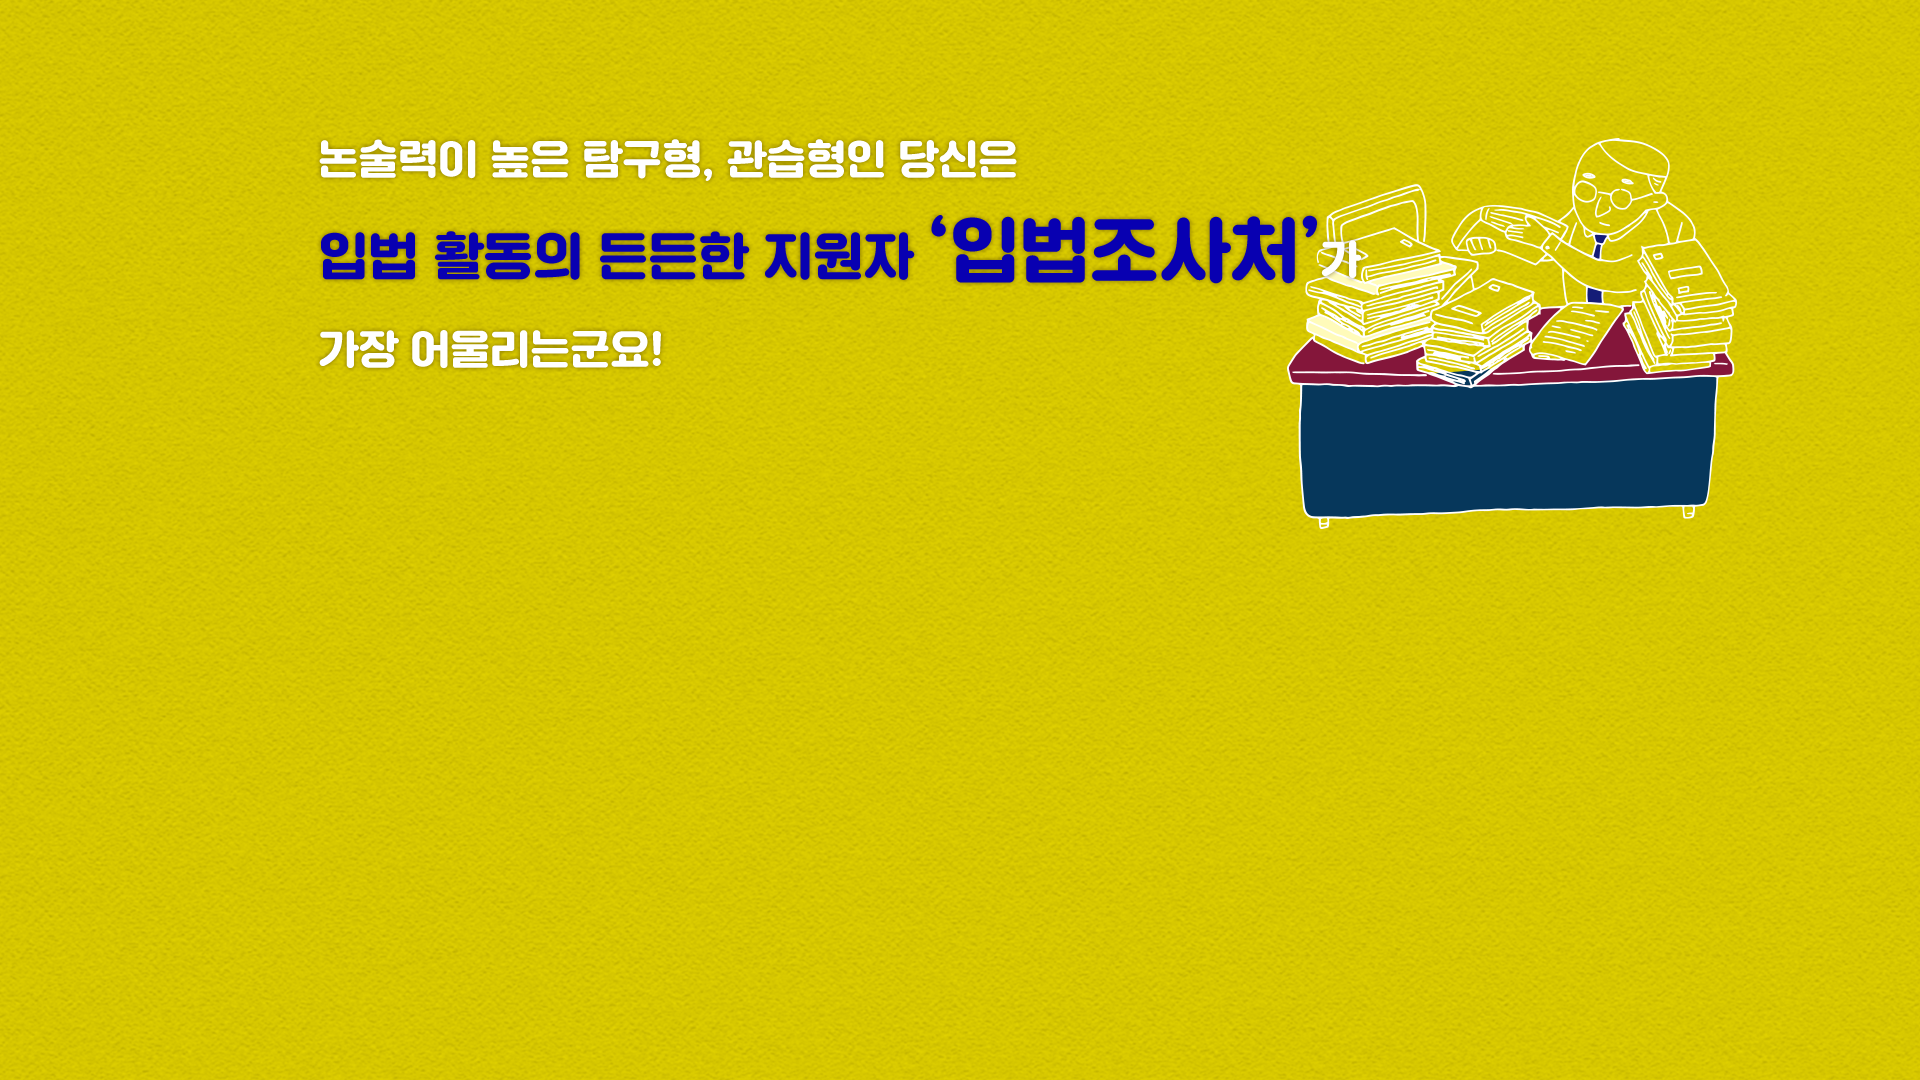 논술력이 높은 탐구형, 관습형인 당신은
입법 활동의 든든한 지원자 ‘입법조사처’가
가장 어울리는군요!